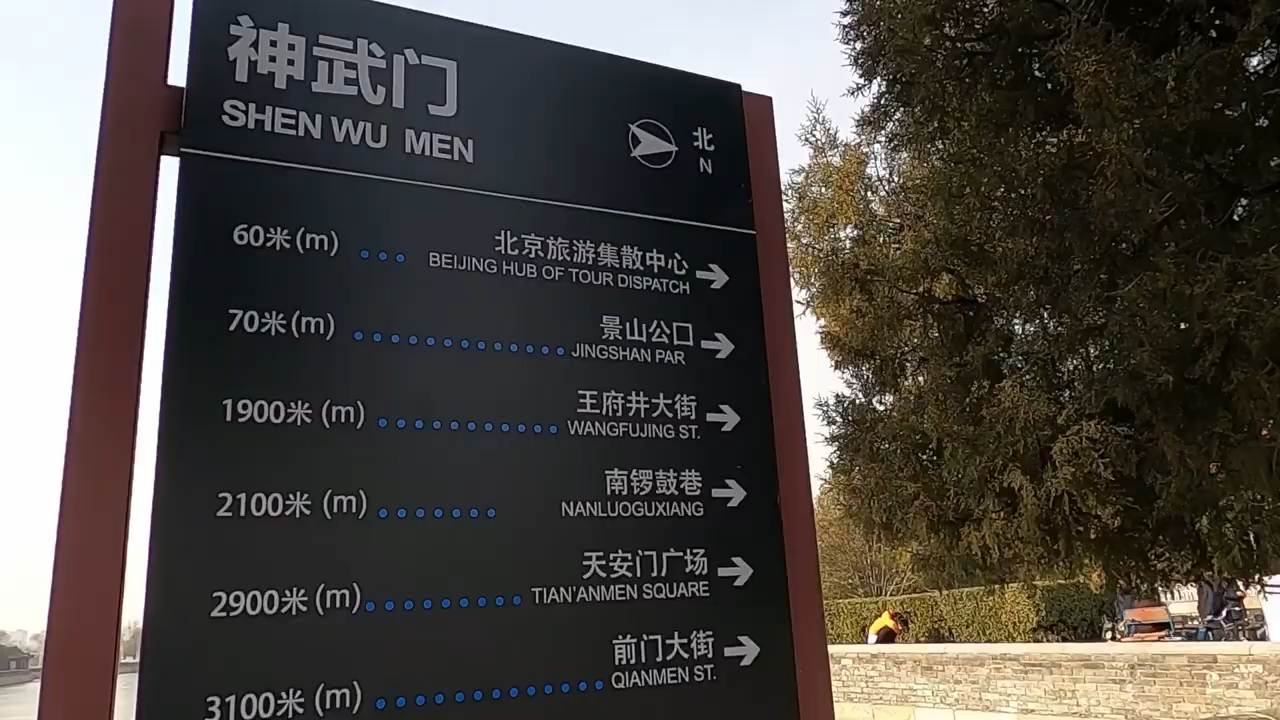 神武门
SHEN WU MEN
北
N
60米(m) 北京旅游集散中心
BEIJING HUB OF TOUR DISPATCH
70米(m) 景山公口
JINGSHAN PAR
1900米(m) 王府井大街
WANGFUJING ST.
2100米(m) 南锣鼓巷
NANLUOGUXIANG
2900米(m) 天安门广场
TIAN'ANMEN SQUARE
3100米(m) 前门大街
QIANMEN ST.